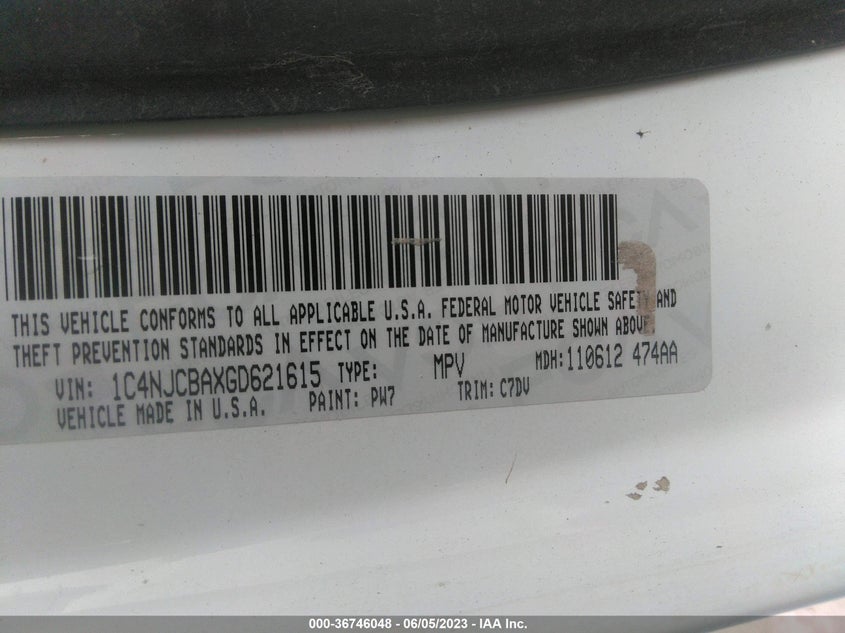 THIS VEHICLE CONFORMS TO ALL APPLICABLE U.S.A. FEDERAL MOTOR VEHICLE SAFETY AND
THEFT PREVENTION STANDARDS IN EFFECT ON THE DATE OF MANUFACTURE SHOWN ABOVE
VIN: 1C4NJCBAXGD621615 TYPE: MPV MDH:110612 474AA
VEHICLE MADE IN U.S.A. PAINT: PW7 TRIM: C7DV
000-36746048 - 06/05/2023 - IAA Inc.